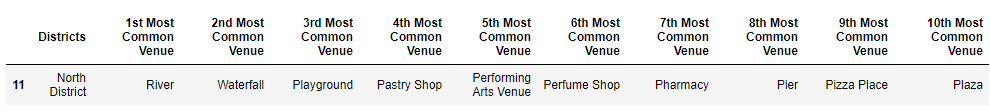 Districts 1st Most Common Venue 2nd Most Common Venue 3rd Most Common Venue 4th Most Common Venue 5th Most Common Venue 6th Most Common Venue 7th Most Common Venue 8th Most Common Venue 9th Most Common Venue 10th Most Common Venue
11 North District River Waterfall Playground Pastry Shop Performing Arts Venue Perfume Shop Pharmacy Pier Pizza Place Plaza